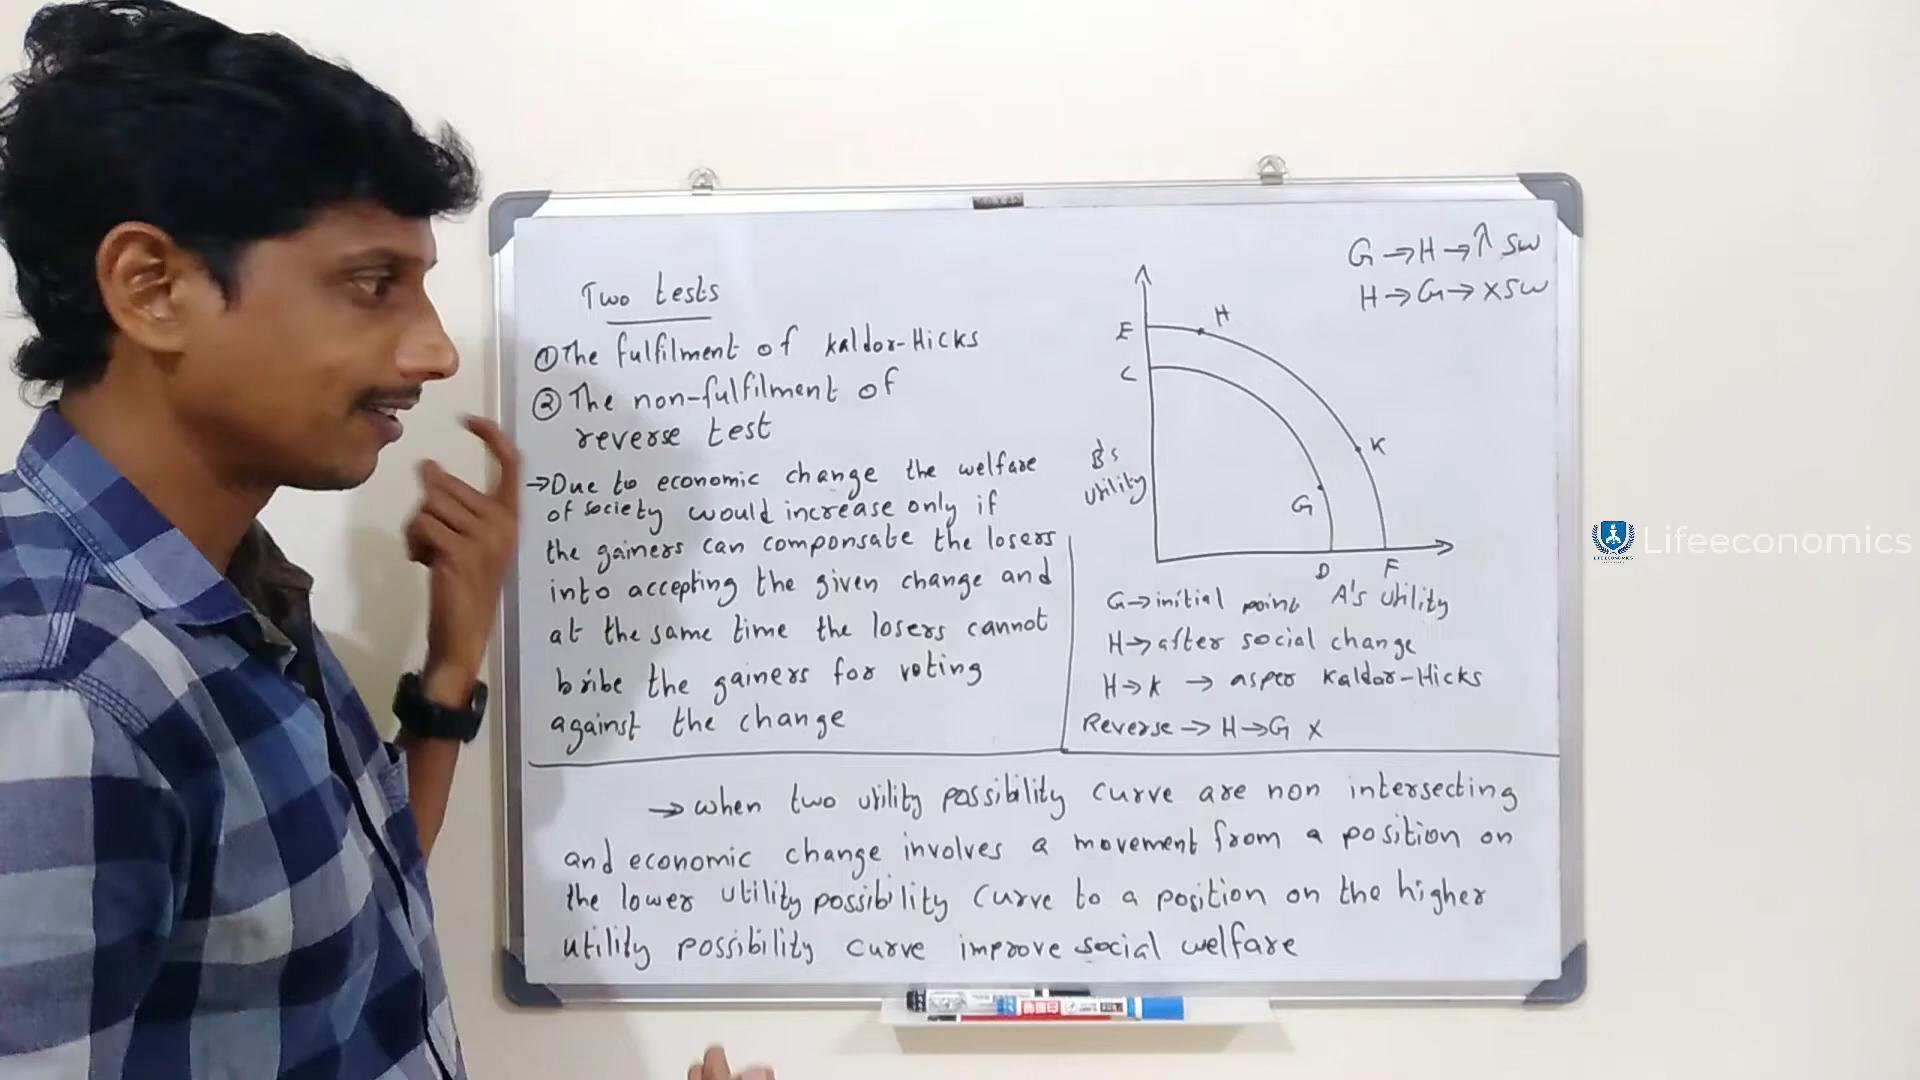 Two tests
① The fulfilment of kaldor-Hicks
② The non-fulfilment of
reverse test
→ Due to economic change the welfare
of society would increase only if
the gainers can componsate the losers
into accepting the given change and
at the same time the losers cannot
bribe the gainers for voting
against the change
G → H → ↑ SW
H → G → X SW
E
H
C
K
B's
utility
G
D
F
A's utility
G → initial point
H → after social change
H → K → as per kaldor-Hicks
Reverse → H → G X
→ when two utility possibility curve are non intersecting
and economic change involves a movement from a position on
the lower utility possibility curve to a position on the higher
utility possibility curve improve social welfare
Lifeeconomics